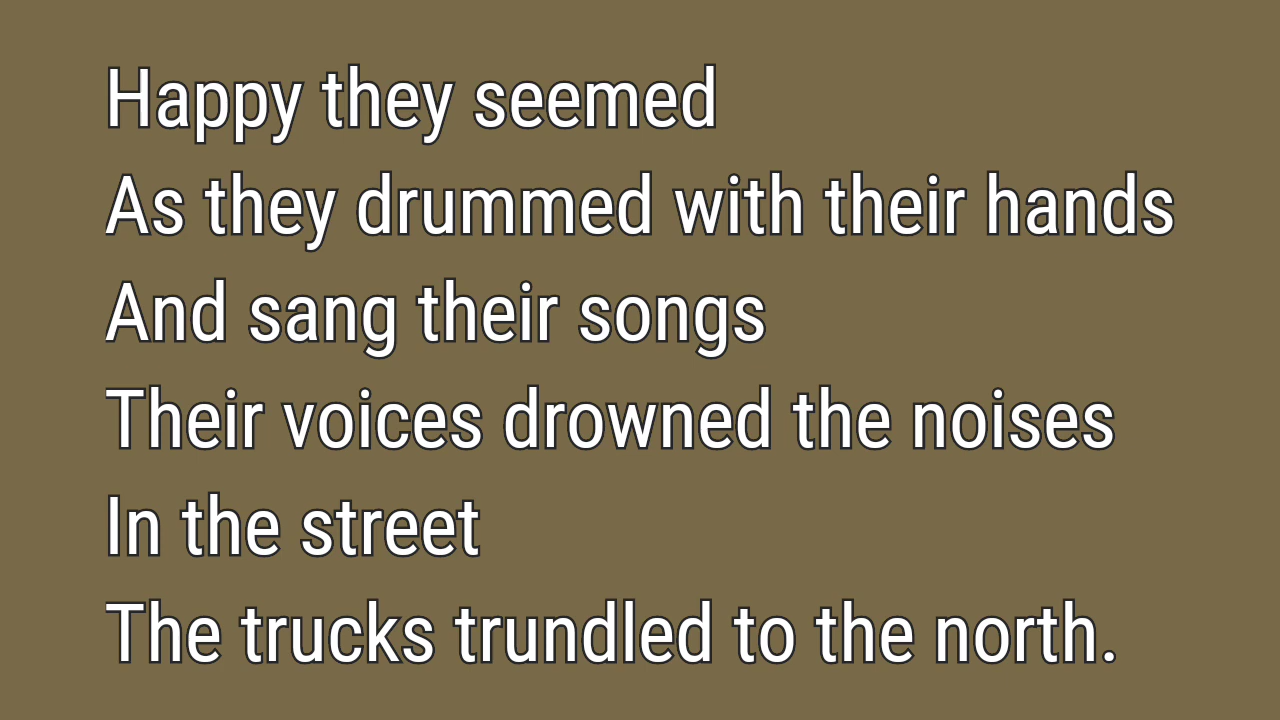 Happy they seemed
As they drummed with their hands
And sang their songs
Their voices drowned the noises
In the street
The trucks trundled to the north.